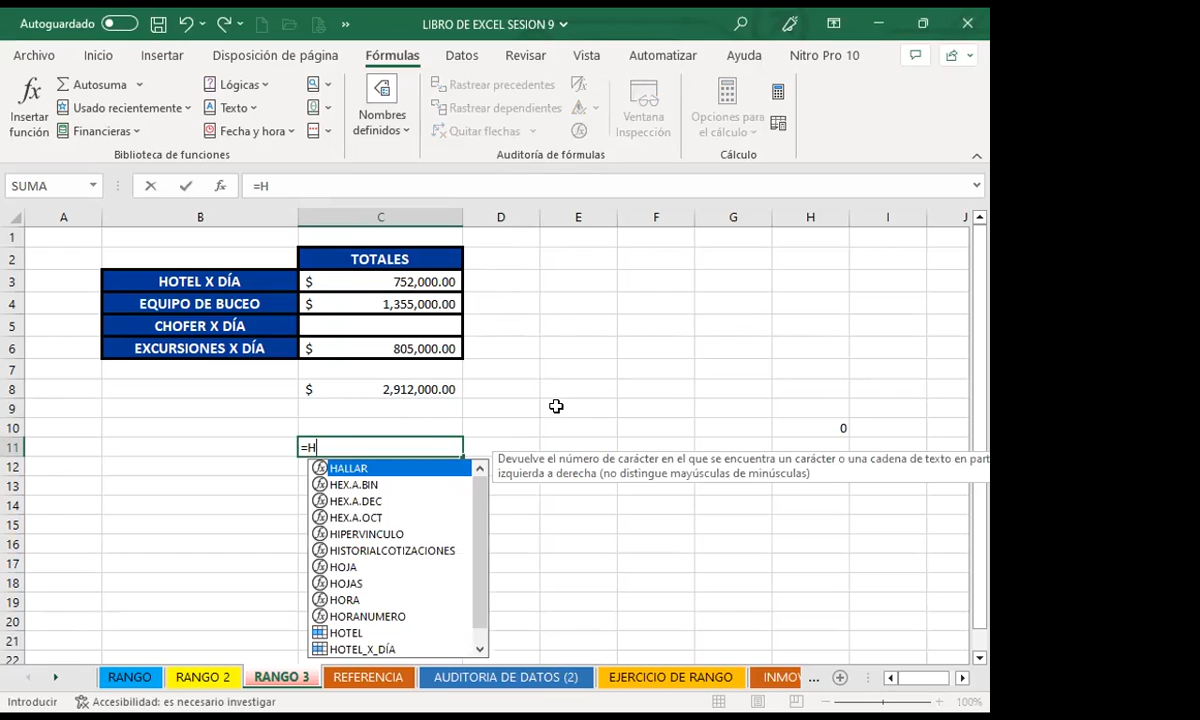 Autoguardado
LIBRO DE EXCEL SESION 9
Archivo Inicio Insertar Disposición de página Fórmulas Datos Revisar Vista Automatizar Ayuda Nitro Pro 10
Insertar función
Autosuma
Usado recientemente
Financieras
Lógicas
Texto
Fecha y hora
Biblioteca de funciones
Nombres definidos
Rastrear precedentes
Rastrear dependientes
Quitar flechas
Ventana Inspección
Auditoría de fórmulas
Opciones para el cálculo
Cálculo
SUMA fx =H
A B C D E F G H I J
1
2 TOTALES
3 HOTEL X DÍA $ 752,000.00
4 EQUIPO DE BUCEO $ 1,355,000.00
5 CHOFER X DÍA
6 EXCURSIONES X DÍA $ 805,000.00
7
8 $ 2,912,000.00
9
10 0
11 =H
Devuelve el número de carácter en el que se encuentra un carácter o una cadena de texto en part
izquierda a derecha (no distingue mayúsculas de minúsculas)
12 HALLAR
HEX.A.BIN
13 HEX.A.DEC
14 HEX.A.OCT
15 HIPERVINCULO
16 HISTORIALCOTIZACIONES
17 HOJA
18 HOJAS
19 HORA
20 HORANUMERO
21 HOTEL
22 HOTEL_X_DÍA
RANGO RANGO 2 RANGO 3 REFERENCIA AUDITORIA DE DATOS (2) EJERCICIO DE RANGO INMOV ...
Introducir Accesibilidad: es necesario investigar 100%